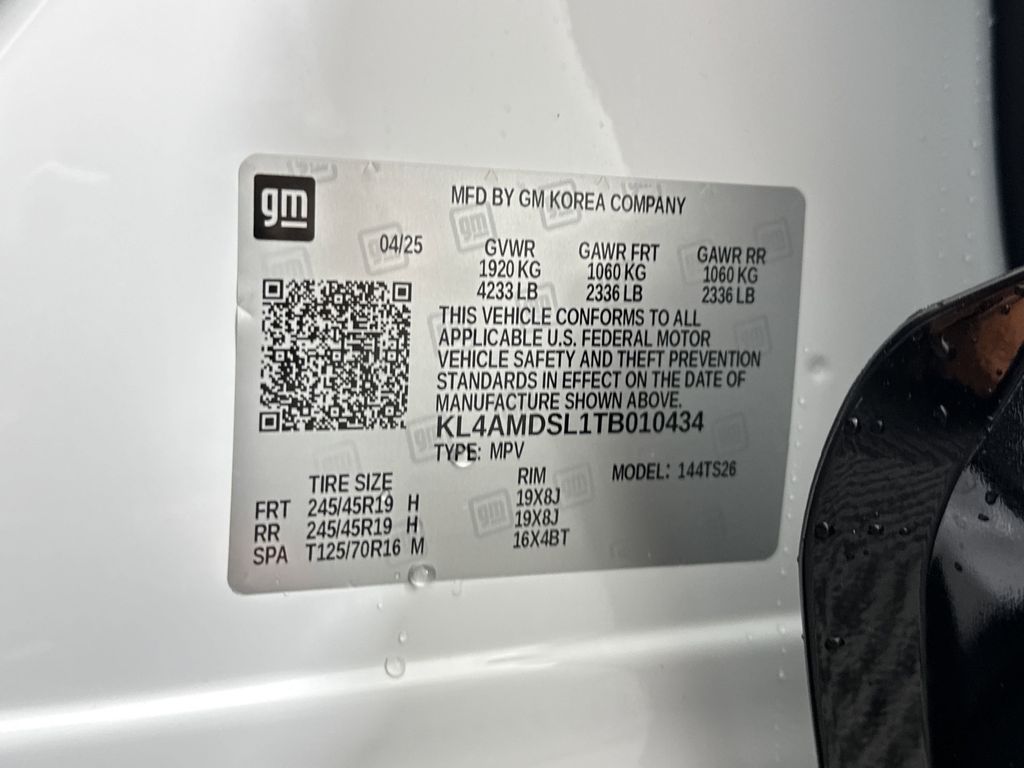 gm
MFD BY GM KOREA COMPANY
04/25
GVWR GAWR FRT GAWR RR
1920 KG 1060 KG 1060 KG
4233 LB 2336 LB 2336 LB
THIS VEHICLE CONFORMS TO ALL
APPLICABLE U.S. FEDERAL MOTOR
VEHICLE SAFETY AND THEFT PREVENTION
STANDARDS IN EFFECT ON THE DATE OF
MANUFACTURE SHOWN ABOVE.
KL4AMDSL1TB010434
TYPE: MPV
TIRE SIZE RIM MODEL: 144TS26
FRT 245/45R19 H 19X8J
RR 245/45R19 H 19X8J
SPA T125/70R16 M 16X4BT